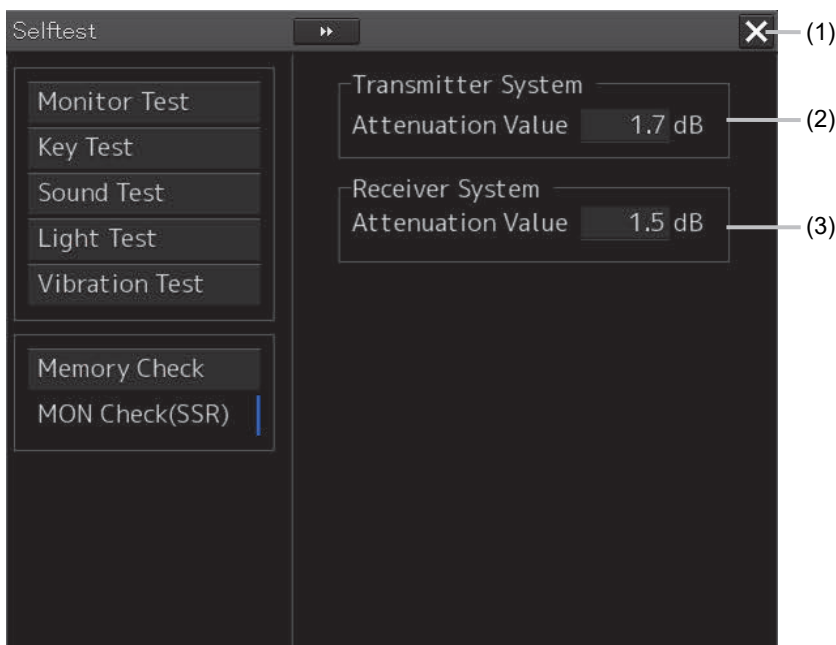 Selftest
(1)
Monitor Test
Key Test
Sound Test
Light Test
Vibration Test
Memory Check
MON Check(SSR)
Transmitter System
Attenuation Value 1.7 dB
(2)
Receiver System
Attenuation Value 1.5 dB
(3)